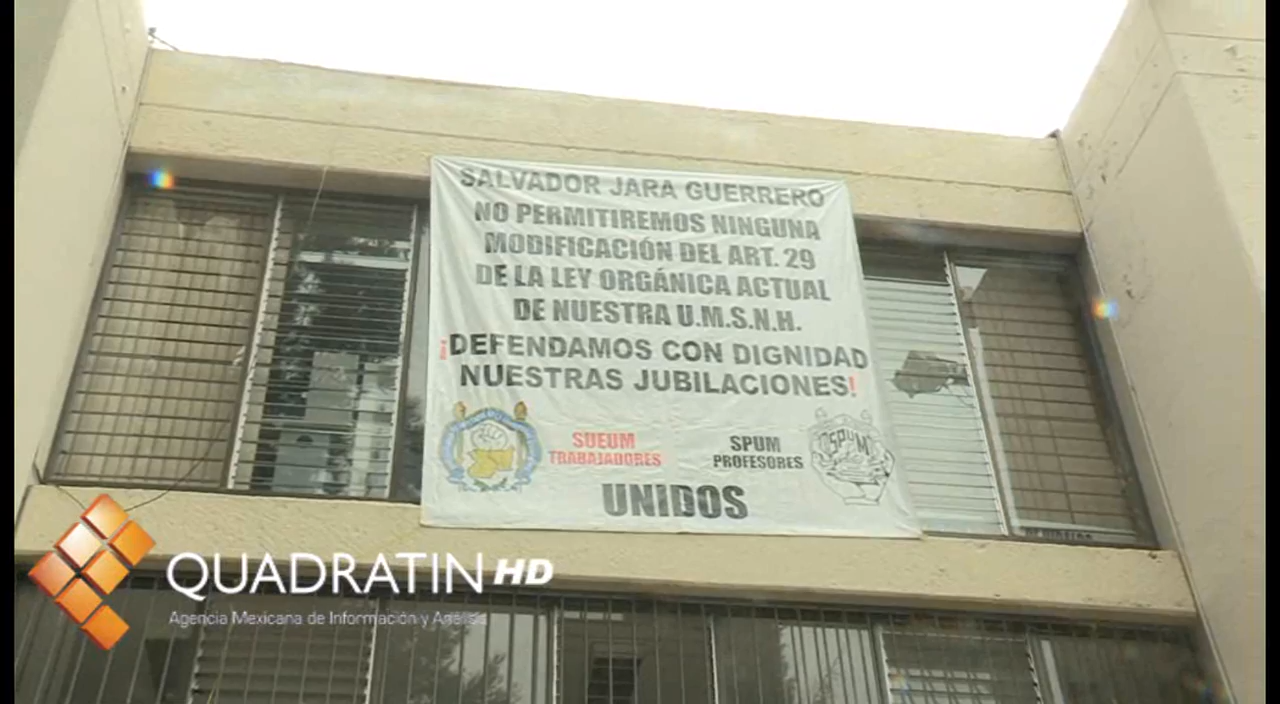 SALVADOR JARA GUERRERO
NO PERMITIREMOS NINGUNA
MODIFICACIÓN DEL ART. 29
DE LA LEY ORGÁNICA ACTUAL
DE NUESTRA U.M.S.N.H.
¡DEFENDAMOS CON DIGNIDAD
NUESTRAS JUBILACIONES!
SUEUM
TRABAJADORES
SPUM
PROFESORES
SPUM
UNIDOS
QUADRATIN HD
Agencia Mexicana de Información y Análisis